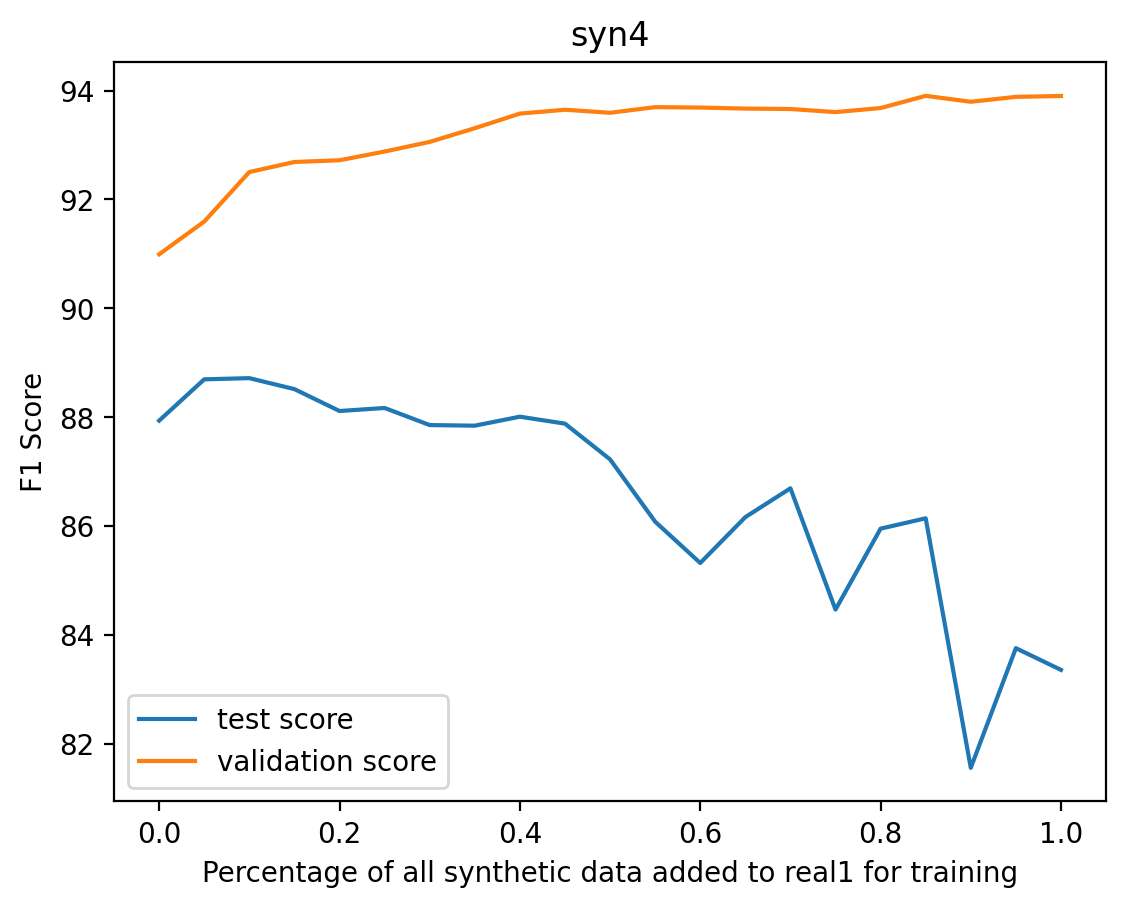 syn4
94
92
90
88
86
84
82
F1 Score
test score
validation score
0.0 0.2 0.4 0.6 0.8 1.0
Percentage of all synthetic data added to real1 for training